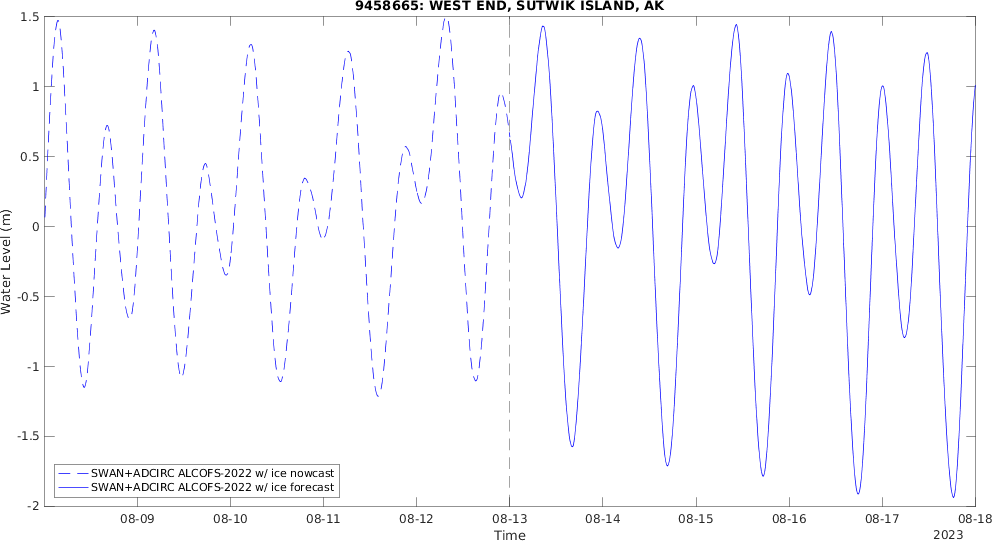 9458665: WEST END, SUTWIK ISLAND, AK
1.5
1
0.5
0
-0.5
-1
-1.5
-2
Water Level (m)
SWAN+ADCIRC ALCOFS-2022 w/ ice nowcast
SWAN+ADCIRC ALCOFS-2022 w/ ice forecast
08-09 08-10 08-11 08-12 08-13 08-14 08-15 08-16 08-17 08-18
Time
2023